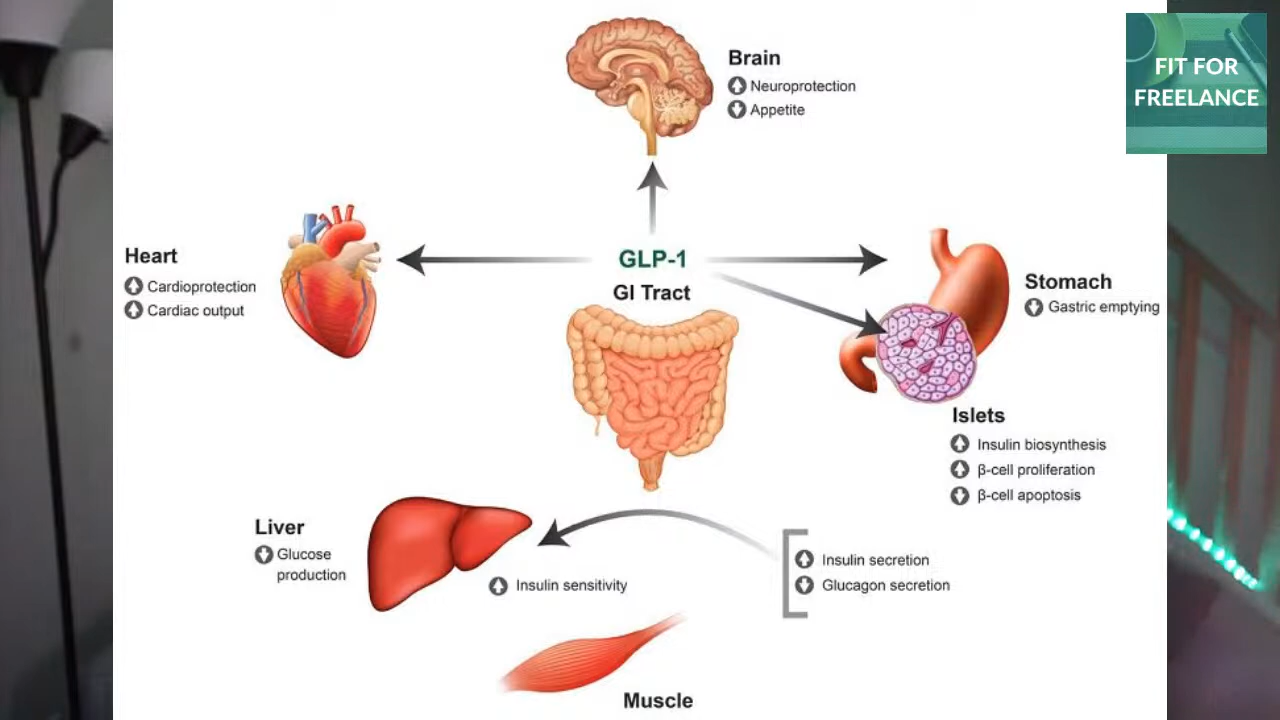 FIT FOR
FREELANCE
Brain
Neuroprotection
Appetite
Heart
Cardioprotection
Cardiac output
GLP-1
GI Tract
Stomach
Gastric emptying
Islets
Insulin biosynthesis
β-cell proliferation
β-cell apoptosis
Liver
Glucose
production
Insulin sensitivity
Insulin secretion
Glucagon secretion
Muscle